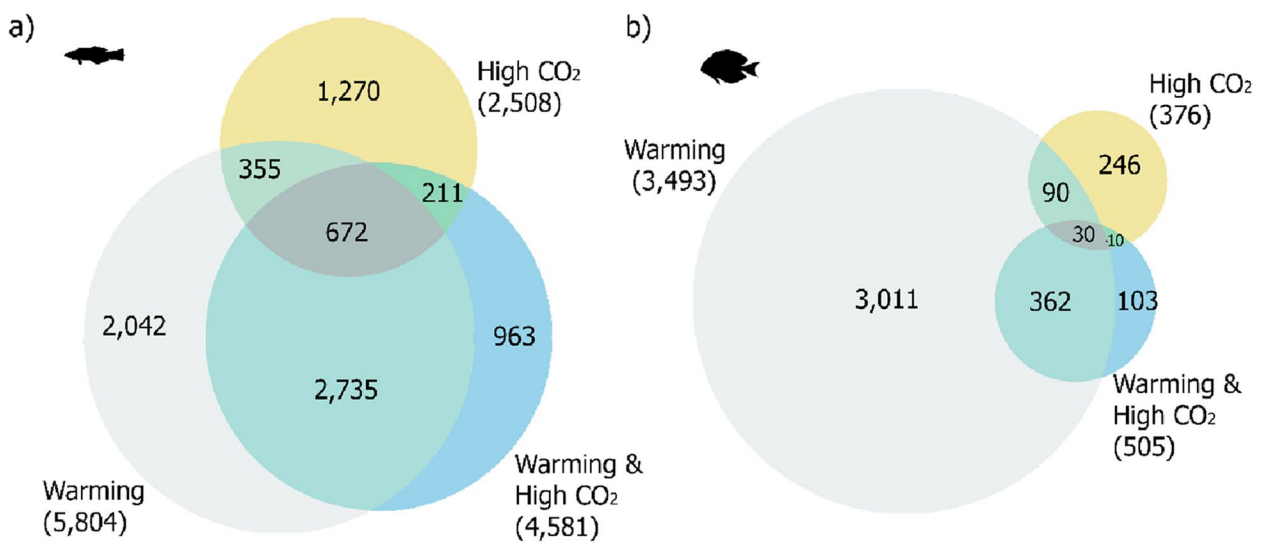 a)
High CO₂
(2,508)
1,270
355
211
672
2,042
963
2,735
Warming
(5,804)
Warming &
High CO₂
(4,581)
b)
High CO₂
(376)
Warming
(3,493)
246
90
30
10
3,011
362
103
Warming &
High CO₂
(505)